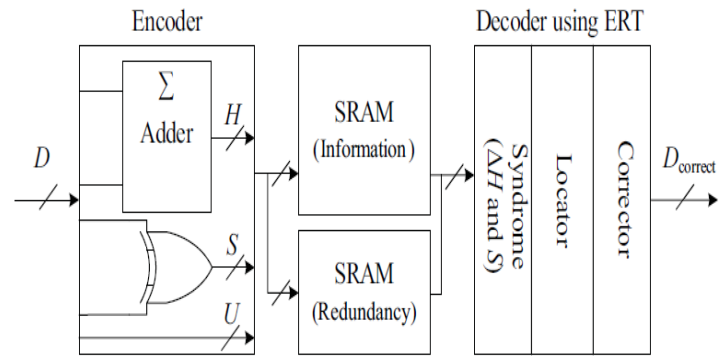 Encoder
Decoder using ERT
Σ
Adder
H
D
S
U
SRAM
(Information)
SRAM
(Redundancy)
Syndrome
(ΔH and S)
Locator
Corrector
Dcorrect